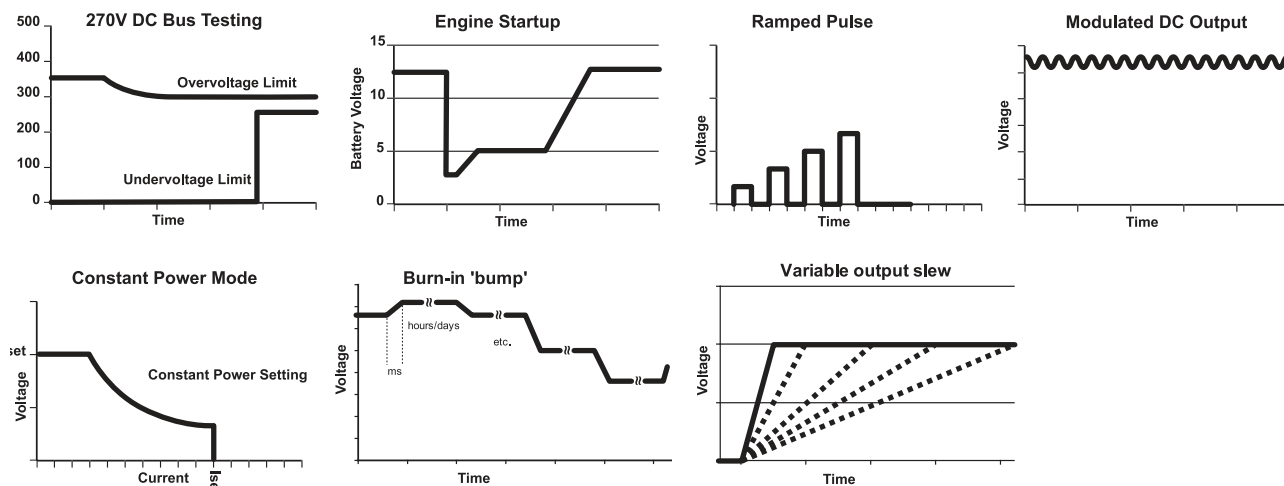 270V DC Bus Testing
500
400
300
200
100
0
Overvoltage Limit
Undervoltage Limit
Time
Engine Startup
15
10
5
0
Battery Voltage
Time
Ramped Pulse
Voltage
Time
Modulated DC Output
Voltage
Time
Constant Power Mode
set
Voltage
Constant Power Setting
Current
Ise
Burn-in 'bump'
Voltage
hours/days
ms
etc.
Time
Variable output slew
Voltage
Time